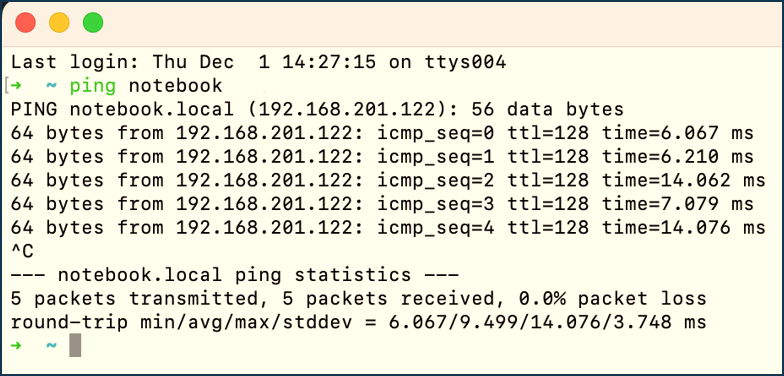 Last login: Thu Dec  1 14:27:15 on ttys004
[➜  ~ ping notebook
PING notebook.local (192.168.201.122): 56 data bytes
64 bytes from 192.168.201.122: icmp_seq=0 ttl=128 time=6.067 ms
64 bytes from 192.168.201.122: icmp_seq=1 ttl=128 time=6.210 ms
64 bytes from 192.168.201.122: icmp_seq=2 ttl=128 time=14.062 ms
64 bytes from 192.168.201.122: icmp_seq=3 ttl=128 time=7.079 ms
64 bytes from 192.168.201.122: icmp_seq=4 ttl=128 time=14.076 ms
^C
--- notebook.local ping statistics ---
5 packets transmitted, 5 packets received, 0.0% packet loss
round-trip min/avg/max/stddev = 6.067/9.499/14.076/3.748 ms
➜  ~